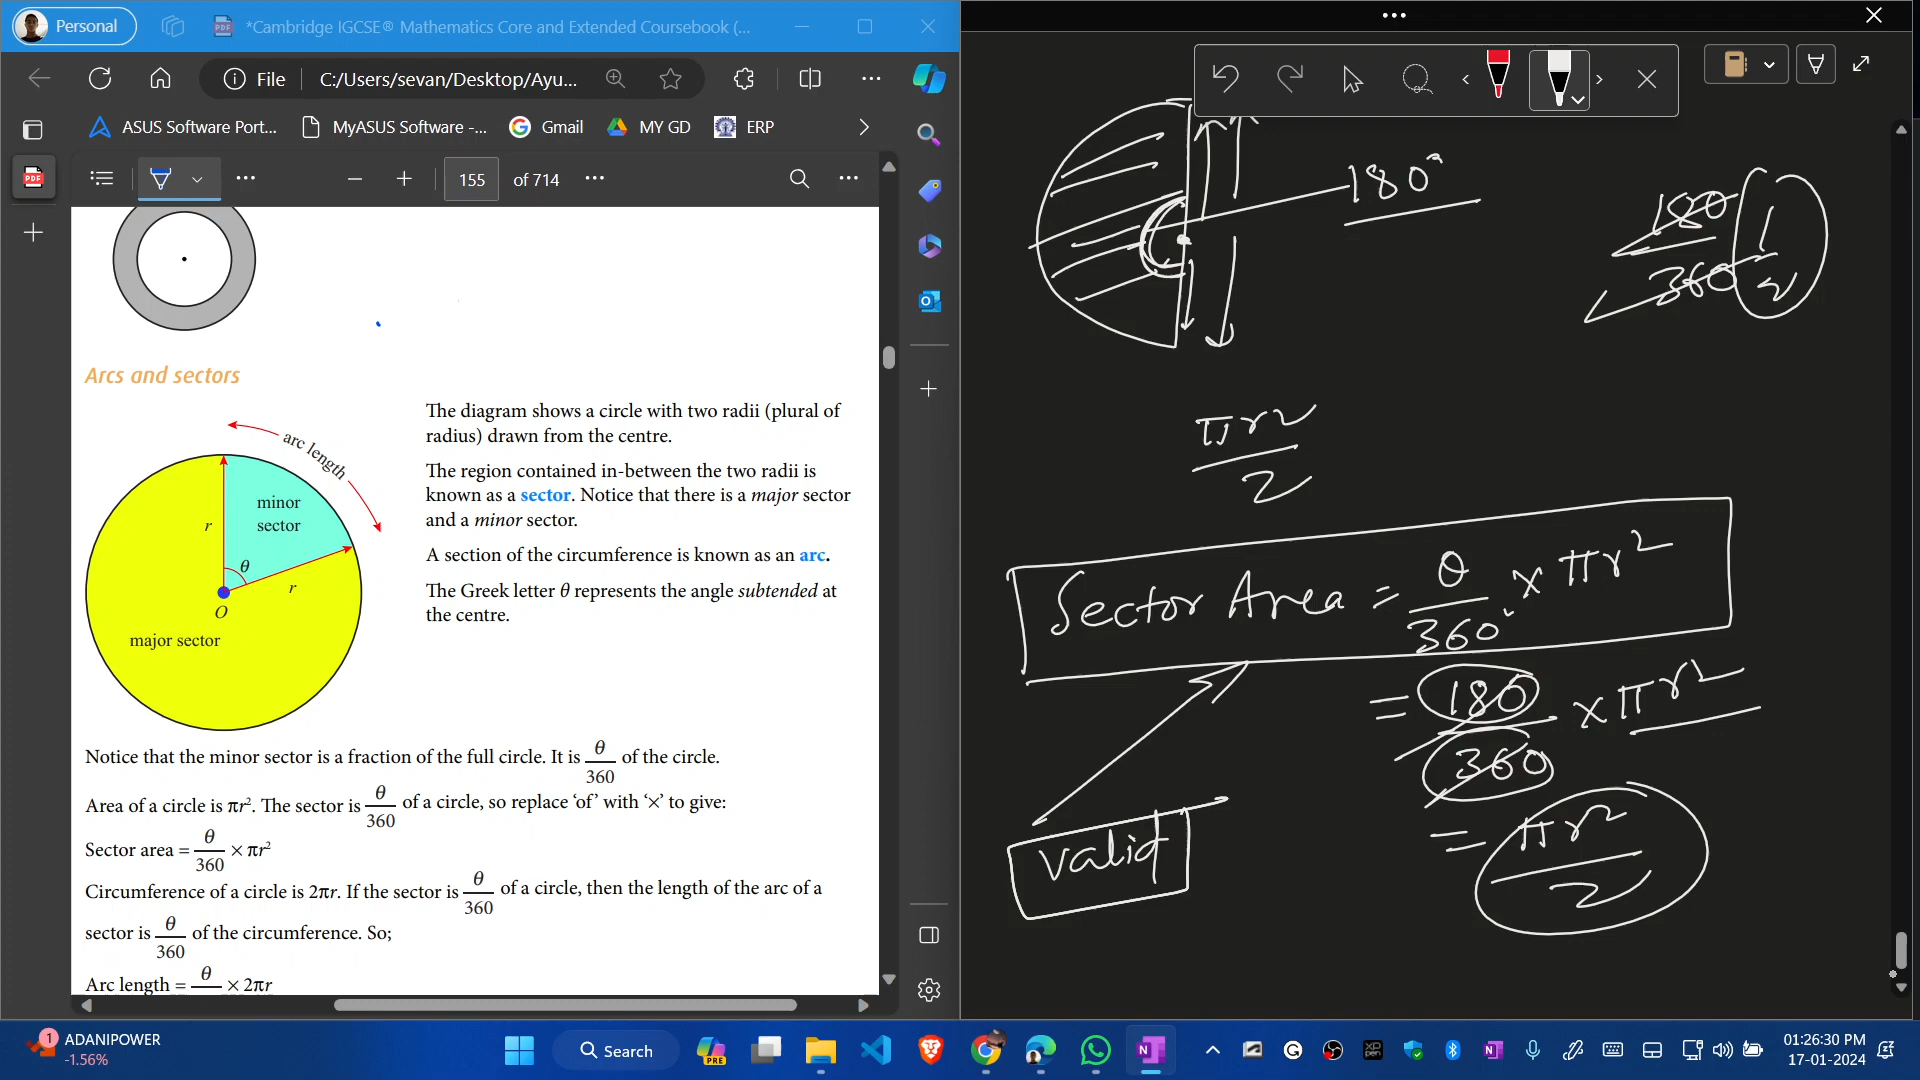 Personal
*Cambridge IGCSE® Mathematics Core and Extended Coursebook (...
File
C:/Users/sevan/Desktop/Ayu...
ASUS Software Port...
MyASUS Software -...
Gmail
MY GD
ERP
155 of 714
Arcs and sectors
arc length
minor
sector
r
θ
r
O
major sector
The diagram shows a circle with two radii (plural of
radius) drawn from the centre.
The region contained in-between the two radii is
known as a sector. Notice that there is a major sector
and a minor sector.
A section of the circumference is known as an arc.
The Greek letter θ represents the angle subtended at
the centre.
Notice that the minor sector is a fraction of the full circle. It is θ/360 of the circle.
Area of a circle is πr². The sector is θ/360 of a circle, so replace ‘of’ with ‘×’ to give:
Sector area = θ/360 × πr²
Circumference of a circle is 2πr. If the sector is θ/360 of a circle, then the length of the arc of a
sector is θ/360 of the circumference. So;
Arc length = θ × 2πr
180°
180/360
1/2
πr²/2
Sector Area = θ/360° × πr²
= 180/360 × πr²
= πr²/2
valid
1
ADANIPOWER
-1.56%
Search
PRE
01:26:30 PM
17-01-2024